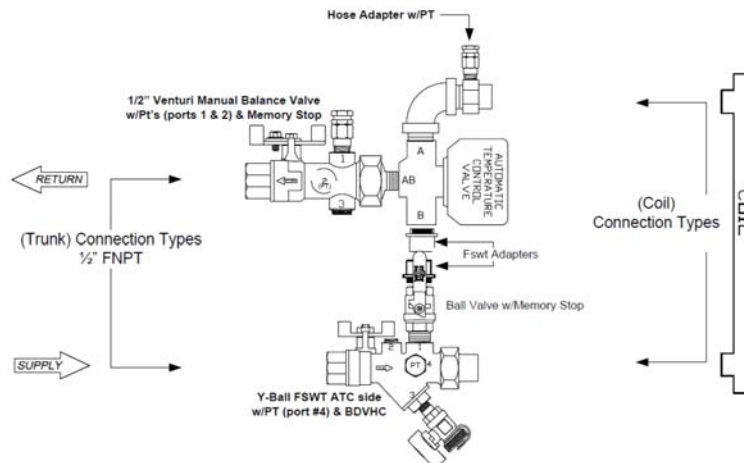 Hose Adapter w/PT
1/2" Venturi Manual Balance Valve
w/Pt's (ports 1 & 2) & Memory Stop
RETURN
(Trunk) Connection Types
½" FNPT
SUPPLY
1
3
A
AB
B
AUTOMATIC
TEMPERATURE
CONTROL
VALVE
(Coil)
Connection Types
Fswt Adapters
Ball Valve w/Memory Stop
2
1
PT
4
3
Y-Ball FSWT ATC side
w/PT (port #4) & BDVHC